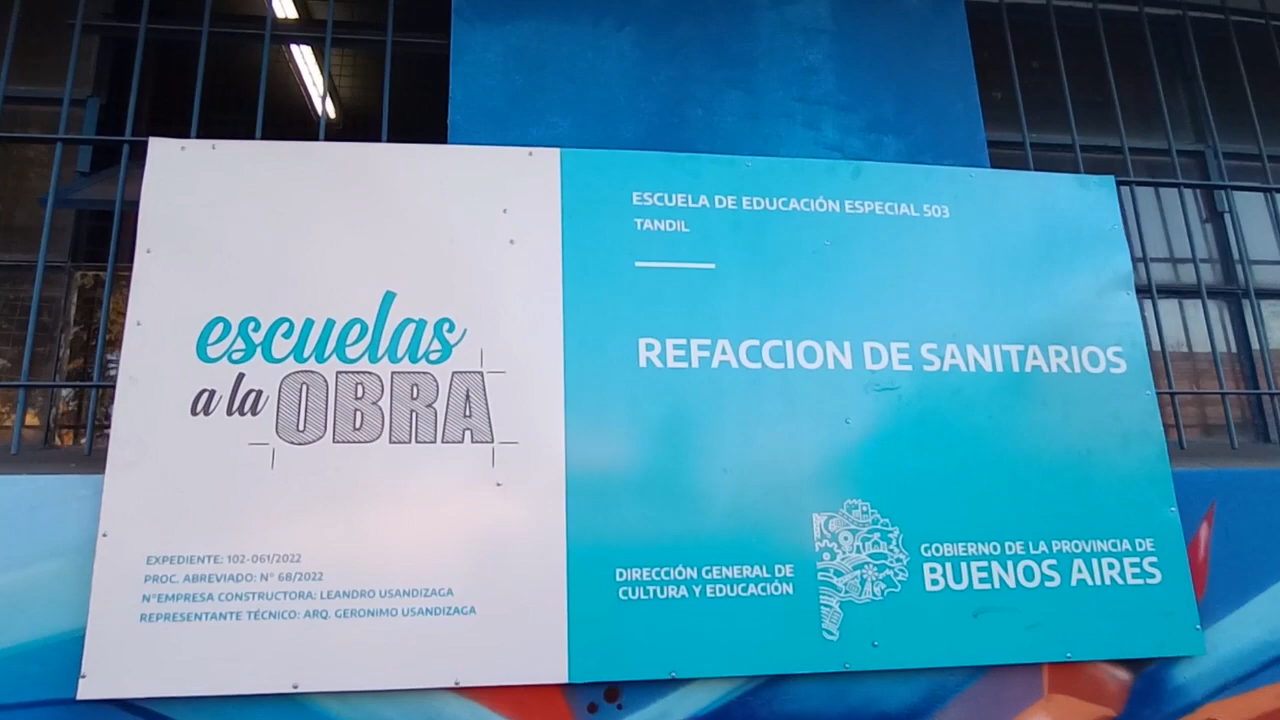 escuelas
a la OBRA
EXPEDIENTE: 102-061/2022
PROC. ABREVIADO: N° 68/2022
N°EMPRESA CONSTRUCTORA: LEANDRO USANDIZAGA
REPRESENTANTE TÉCNICO: ARQ. GERONIMO USANDIZAGA
ESCUELA DE EDUCACIÓN ESPECIAL 503
TANDIL
REFACCION DE SANITARIOS
DIRECCIÓN GENERAL DE
CULTURA Y EDUCACIÓN
GOBIERNO DE LA PROVINCIA DE
BUENOS AIRES